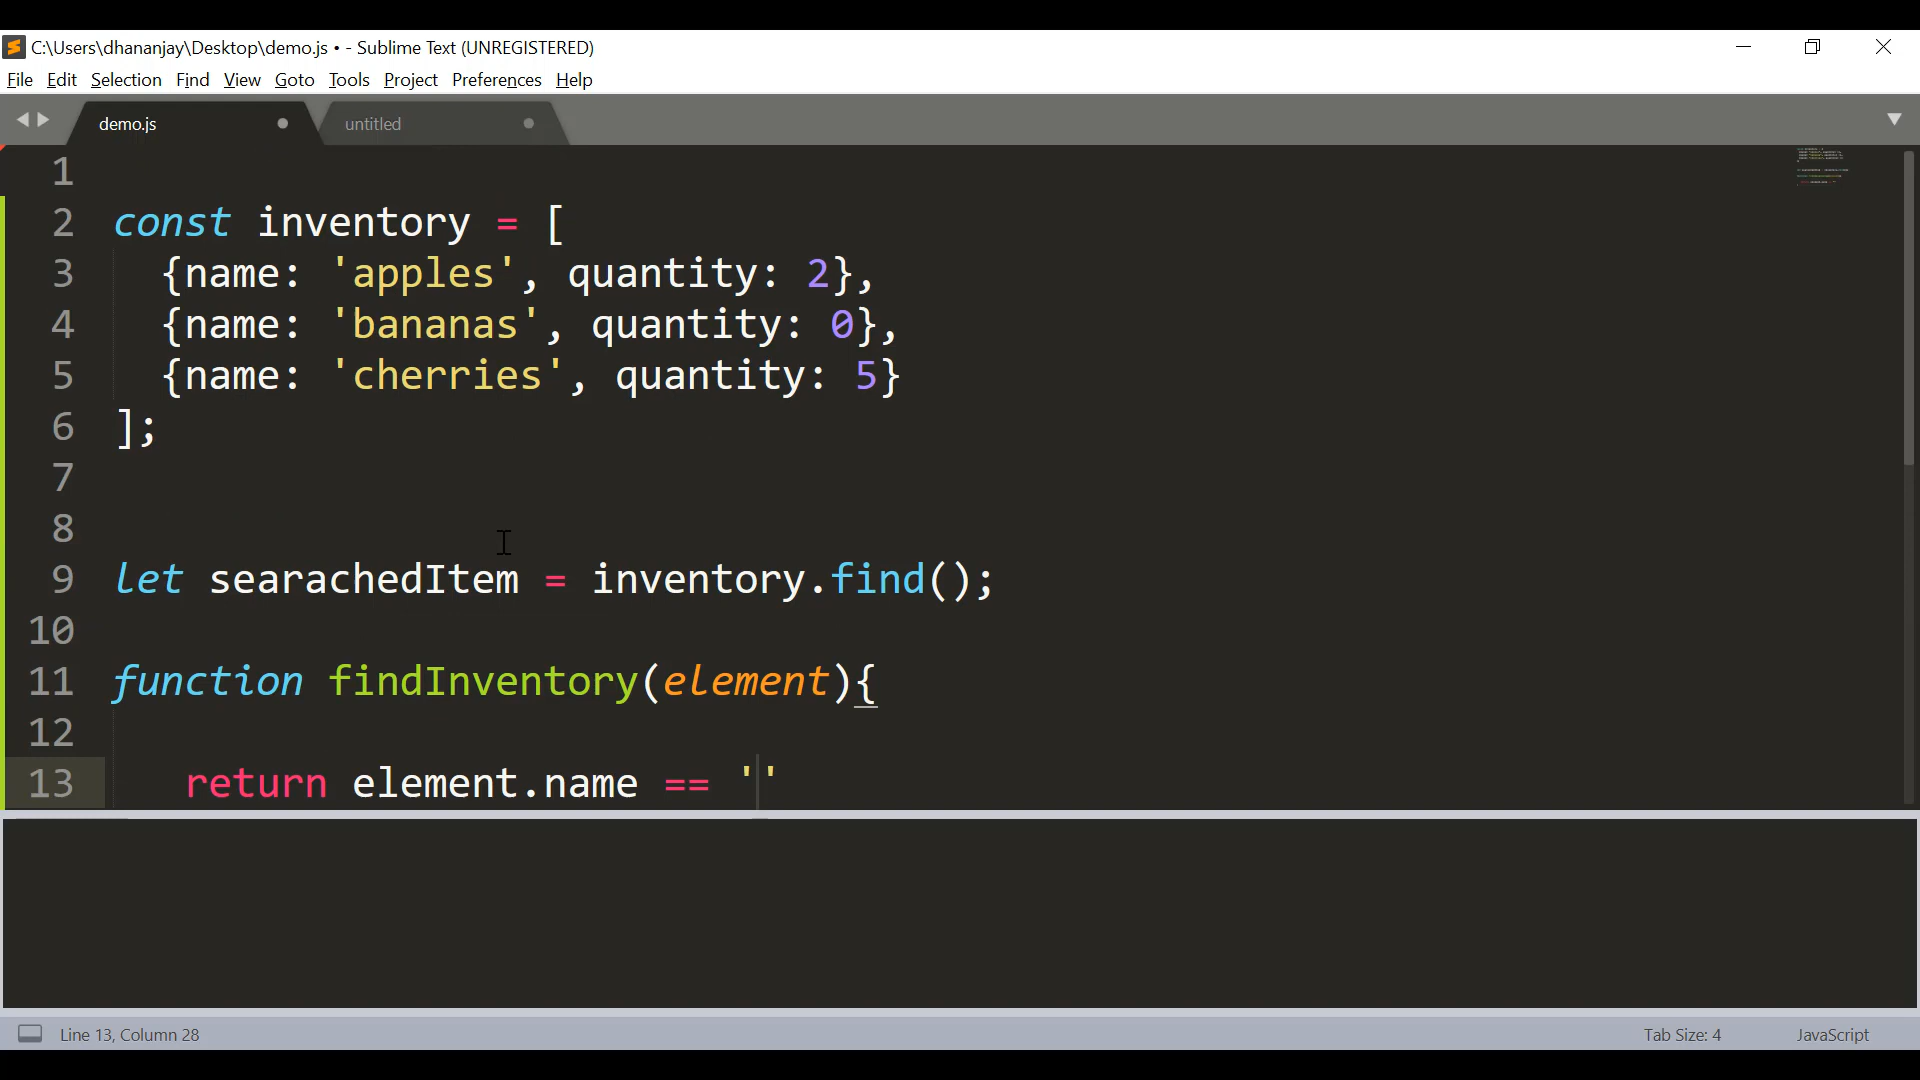 C:\Users\dhananjay\Desktop\demo.js • - Sublime Text (UNREGISTERED)
File Edit Selection Find View Goto Tools Project Preferences Help
demo.js untitled
1
2 const inventory = [
3 {name: 'apples', quantity: 2},
4 {name: 'bananas', quantity: 0},
5 {name: 'cherries', quantity: 5}
6 ];
7
8
9 let searachedItem = inventory.find();
10
11 function findInventory(element){
12
13 return element.name == ''
Line 13, Column 28 Tab Size: 4 JavaScript